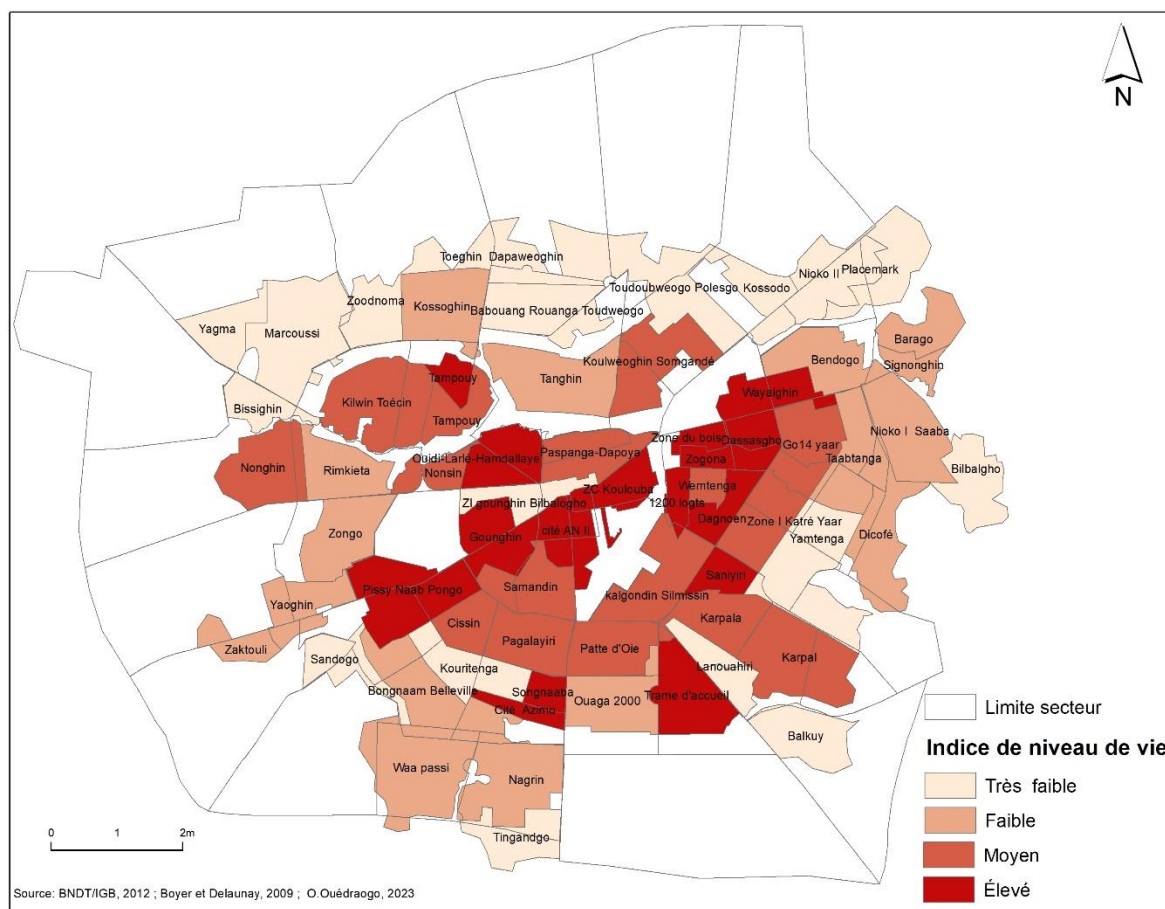 N
Toeghin Dapaweoghin
Nioko II
Placemark
Toudoubweogo Polesgo Kossodo
Zoodnoma
Kossoghin
Babouang Rouanga Toudweogo
Yagma
Marcoussi
Barago
Signonghin
Bendogo
Koulweoghin Somgandé
Tanghin
Tampouy
Wayalghin
Bissighin
Kilwin Toécin
Tampouy
Zone du bois
Dassasgho
Go14 yaar
Nioko I Saaba
Ouidi-Larlé-Hamdallaye
Paspanga-Dapoya
Nonsin
Zogona
Taabtanga
Nonghin
Rimkieta
Bilbalgho
ZI gounghin Bilbalogho
ZC Koulouba
Wemtenga
1200 logts
Dagnoen
Zone I Katré Yaar
Zongo
Gounghin
cité AN II
Yamtenga
Dicofé
Pissy Naab Pongo
Samandin
Saniyiri
kalgondin Silmissin
Yaoghin
Cissin
Karpala
Zaktouli
Sandogo
Pagalayiri
Patte d'Oie
Karpal
Kouritenga
Lanouahiri
Bongnaam Belleville
Songnaaba
Ouaga 2000
Trame d'accueil
Cité Azimo
Balkuy
Waa passi
Nagrin
Tingandgo
Limite secteur
Indice de niveau de vie
Très faible
Faible
Moyen
Élevé
0 1 2m
Source: BNDT/IGB, 2012 ; Boyer et Delaunay, 2009 ; O.Ouédraogo, 2023